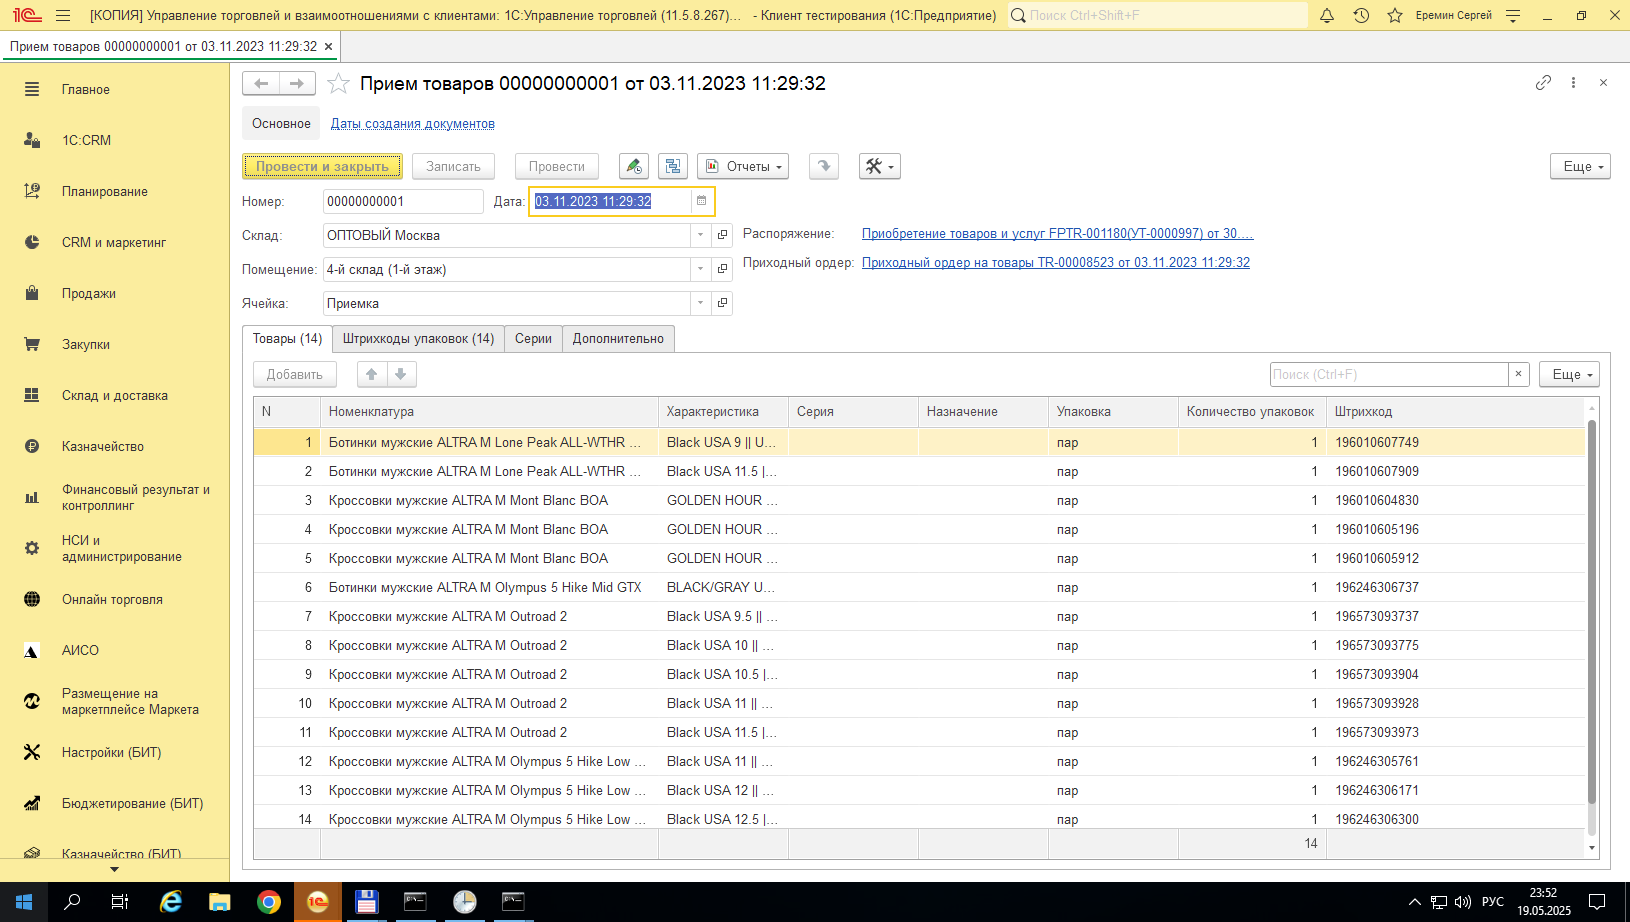 [КОПИЯ] Управление торговлей и взаимоотношениями с клиентами: 1С:Управление торговлей (11.5.8.267)... - Клиент тестирования (1С:Предприятие)
Поиск Ctrl+Shift+F
Еремин Сергей
Прием товаров 00000000001 от 03.11.2023 11:29:32
Главное
1С:CRM
Планирование
CRM и маркетинг
Продажи
Закупки
Склад и доставка
Казначейство
Финансовый результат и
контроллинг
НСИ и
администрирование
Онлайн торговля
АИСО
Размещение на
маркетплейсе Маркета
Настройки (БИТ)
Бюджетирование (БИТ)
Казначейство (БИТ)
Прием товаров 00000000001 от 03.11.2023 11:29:32
Основное Даты создания документов
Провести и закрыть Записать Провести Отчеты Еще
Номер: 00000000001 Дата: 03.11.2023 11:29:32
Склад: ОПТОВЫЙ Москва Распоряжение: Приобретение товаров и услуг FPTR-001180(УТ-0000997) от 30....
Помещение: 4-й склад (1-й этаж) Приходный ордер: Приходный ордер на товары TR-00008523 от 03.11.2023 11:29:32
Ячейка: Приемка
Товары (14) Штрихкоды упаковок (14) Серии Дополнительно
Добавить Поиск (Ctrl+F) × Еще
N Номенклатура Характеристика Серия Назначение Упаковка Количество упаковок Штрихкод
1 Ботинки мужские ALTRA M Lone Peak ALL-WTHR ... Black USA 9 || U... пар 1 196010607749
2 Ботинки мужские ALTRA M Lone Peak ALL-WTHR ... Black USA 11.5 |... пар 1 196010607909
3 Кроссовки мужские ALTRA M Mont Blanc BOA GOLDEN HOUR ... пар 1 196010604830
4 Кроссовки мужские ALTRA M Mont Blanc BOA GOLDEN HOUR ... пар 1 196010605196
5 Кроссовки мужские ALTRA M Mont Blanc BOA GOLDEN HOUR ... пар 1 196010605912
6 Ботинки мужские ALTRA M Olympus 5 Hike Mid GTX BLACK/GRAY U... пар 1 196246306737
7 Кроссовки мужские ALTRA M Outroad 2 Black USA 9.5 || ... пар 1 196573093737
8 Кроссовки мужские ALTRA M Outroad 2 Black USA 10 || ... пар 1 196573093775
9 Кроссовки мужские ALTRA M Outroad 2 Black USA 10.5 |... пар 1 196573093904
10 Кроссовки мужские ALTRA M Outroad 2 Black USA 11 || ... пар 1 196573093928
11 Кроссовки мужские ALTRA M Outroad 2 Black USA 11.5 |... пар 1 196573093973
12 Кроссовки мужские ALTRA M Olympus 5 Hike Low ... Black USA 11 || ... пар 1 196246305761
13 Кроссовки мужские ALTRA M Olympus 5 Hike Low ... Black USA 12 || ... пар 1 196246306171
14 Кроссовки мужские ALTRA M Olympus 5 Hike Low ... Black USA 12.5 |... пар 1 196246306300
14
РУС
23:52
19.05.2025